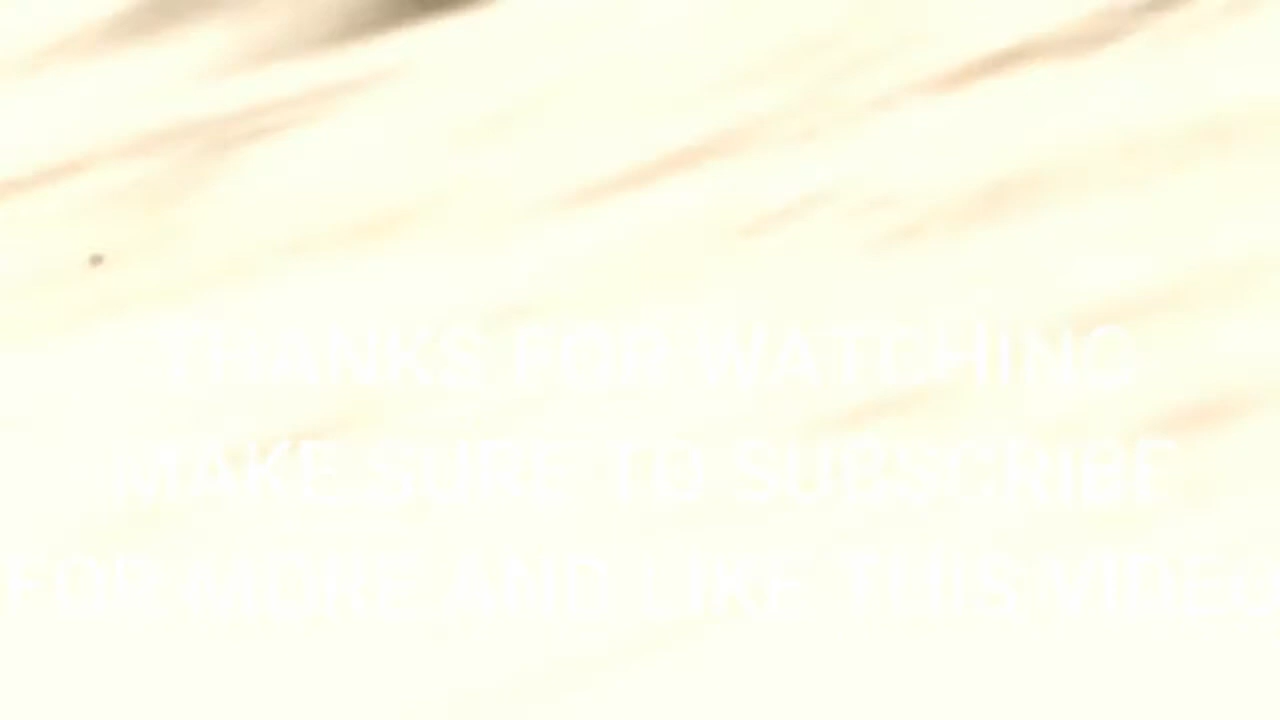 THANKS FOR WATCHING
MAKE SURE TO SUBSCRIBE
FOR MORE AND LIKE THIS VIDEO